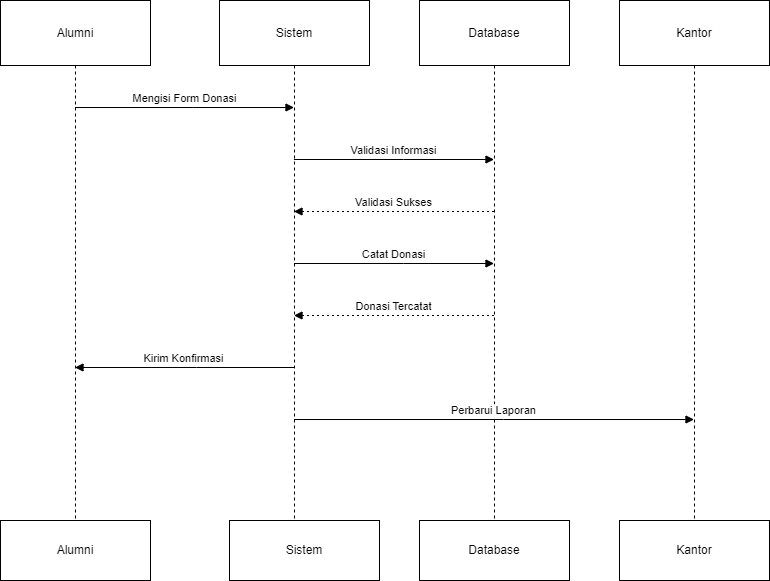 Alumni
Sistem
Database
Kantor
Mengisi Form Donasi
Validasi Informasi
Validasi Sukses
Catat Donasi
Donasi Tercatat
Kirim Konfirmasi
Perbarui Laporan
Alumni
Sistem
Database
Kantor